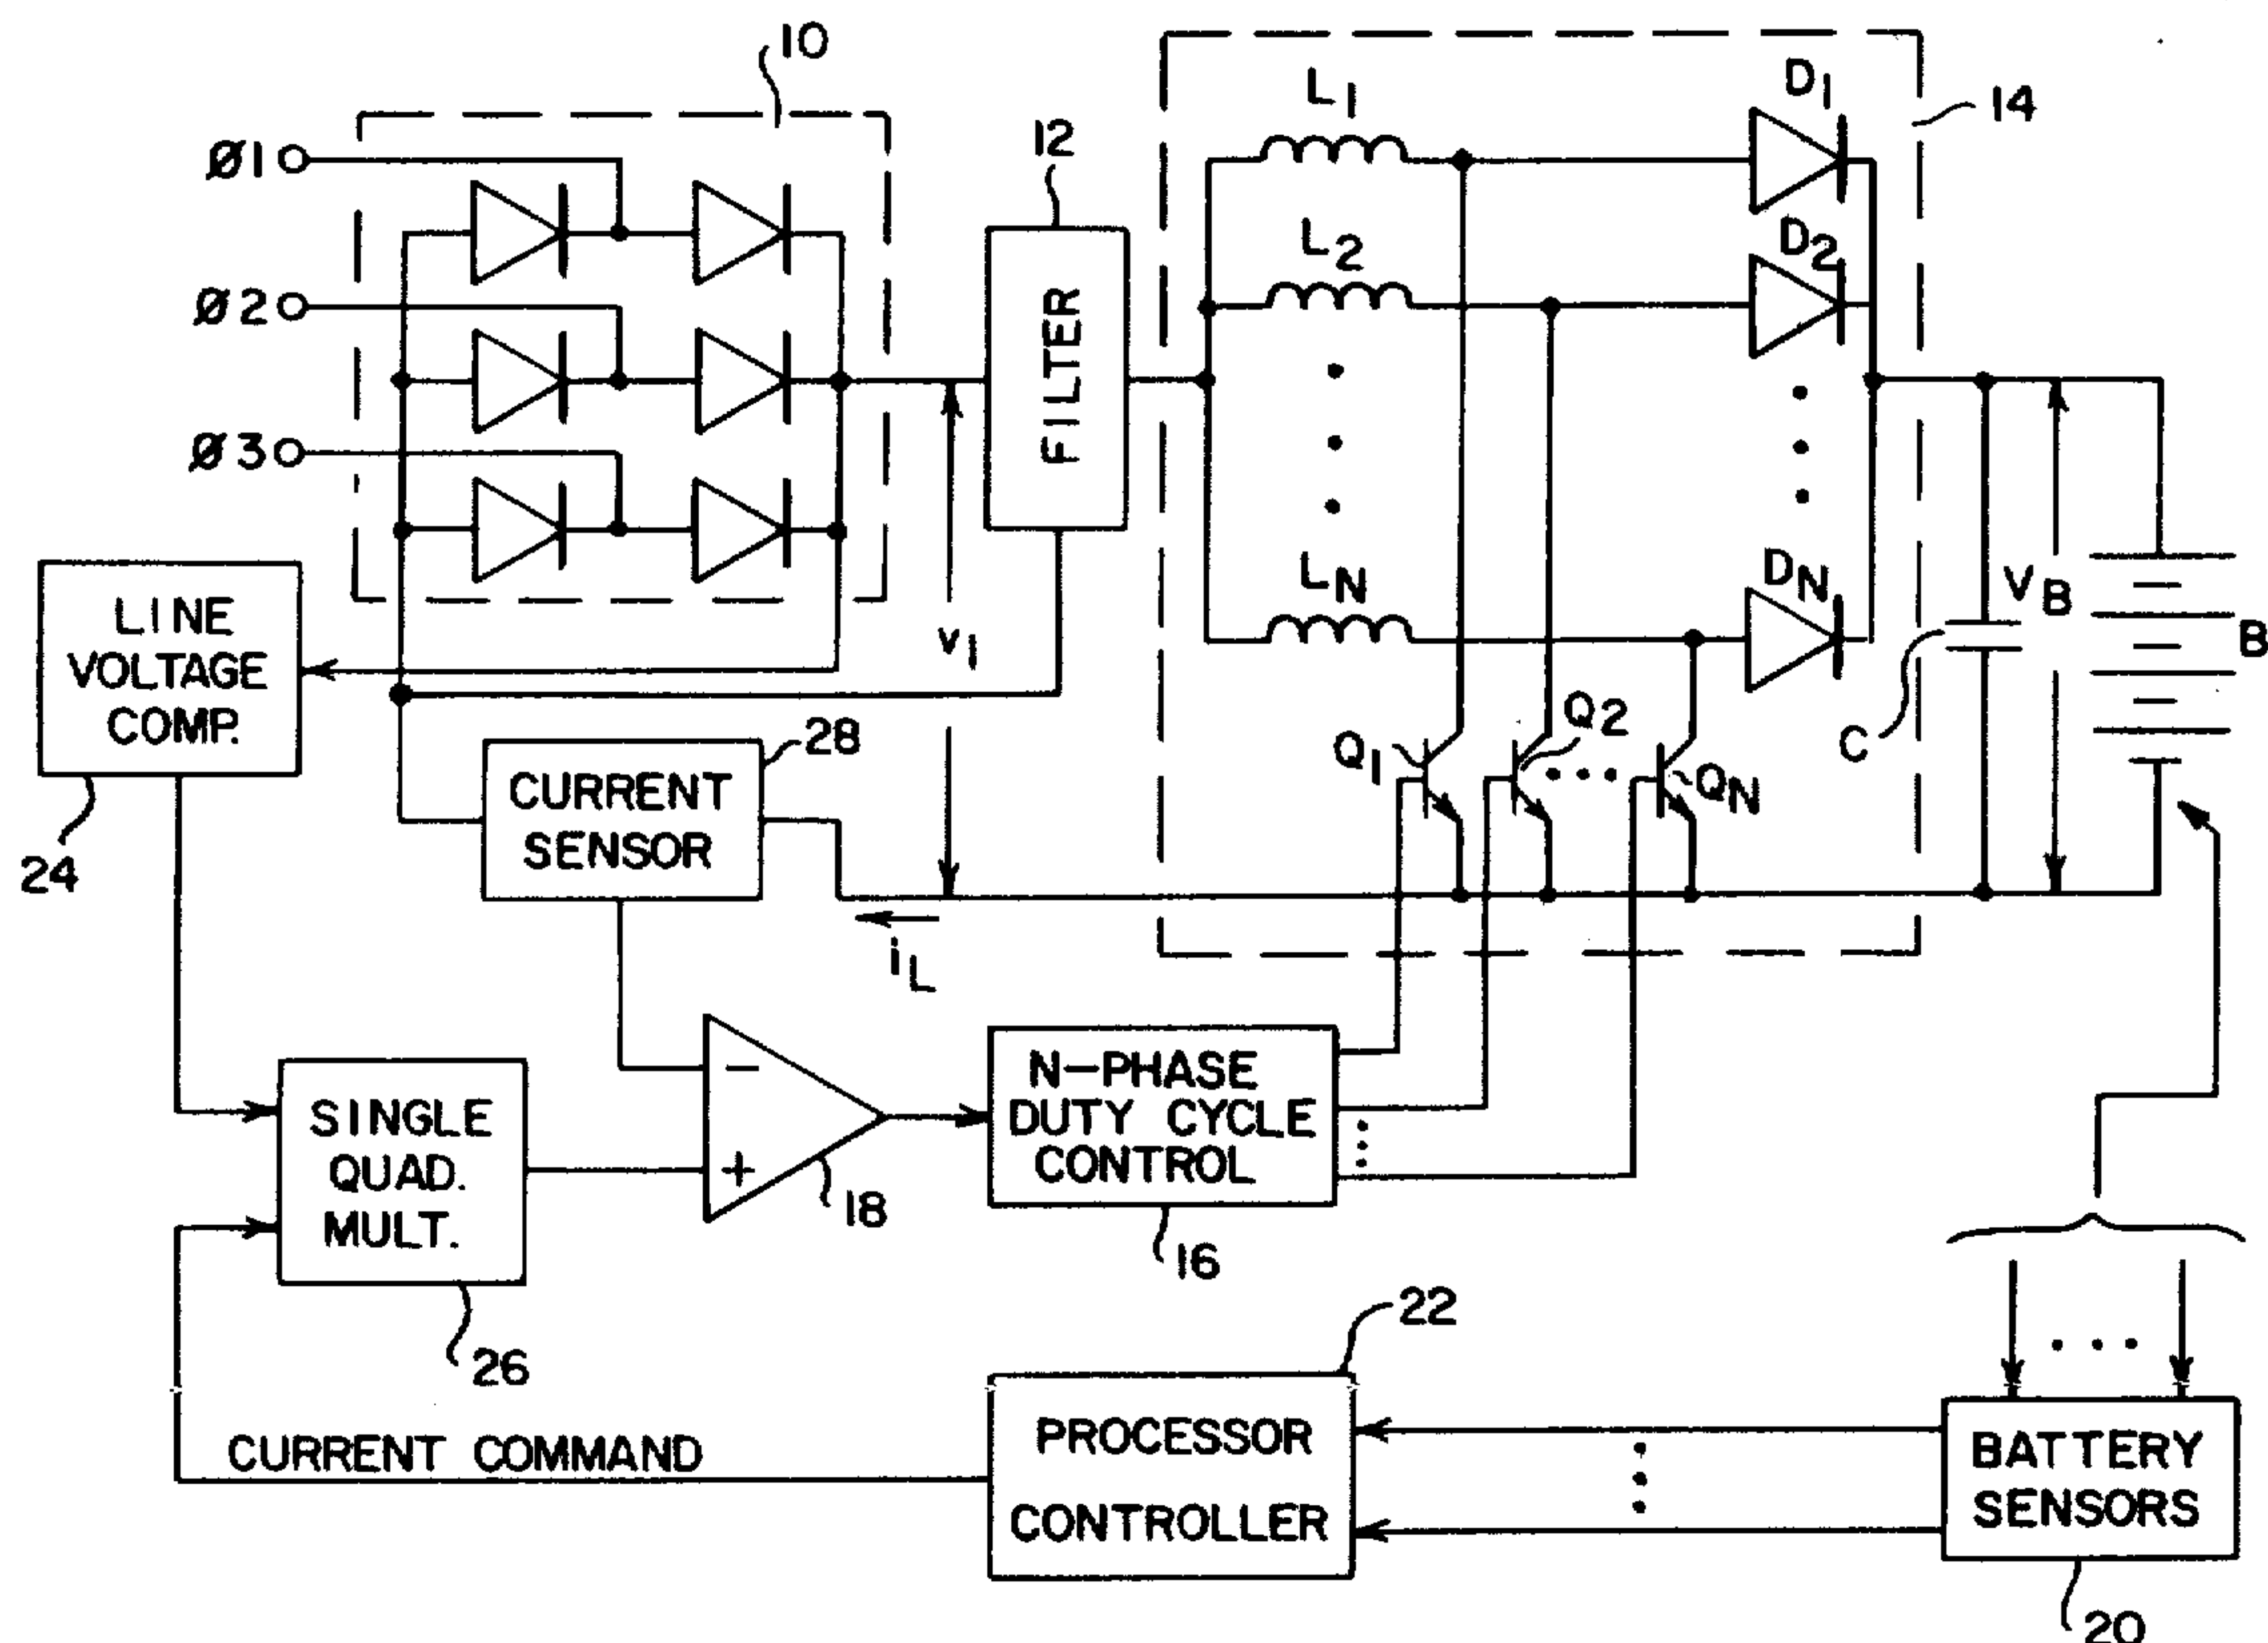 10
Ø1
Ø2
Ø3
12
FILTER
L1
L2
LN
D1
D2
DN
14
LINE
VOLTAGE
COMP.
24
v1
VB
B
C
Q1
Q2
QN
CURRENT
SENSOR
28
iL
SINGLE
QUAD.
MULT.
26
−
+
18
N-PHASE
DUTY CYCLE
CONTROL
16
22
PROCESSOR
CONTROLLER
CURRENT COMMAND
BATTERY
SENSORS
20